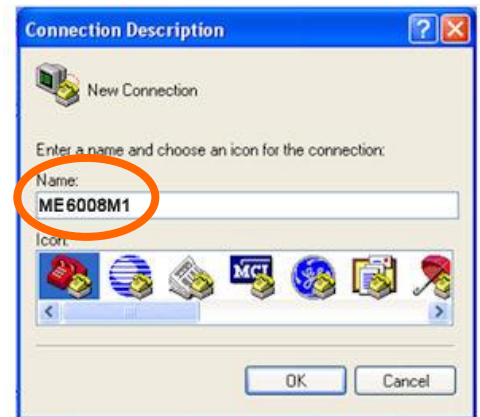 Connection Description
New Connection
Enter a name and choose an icon for the connection:
Name:
ME6008M1
Icon:
MCI
OK Cancel